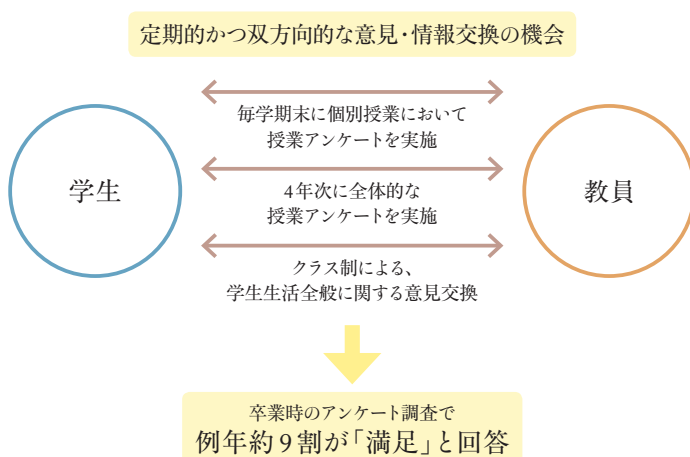 定期的かつ双方向的な意見・情報交換の機会
毎学期末に個別授業において
授業アンケートを実施
学生
教員
4年次に全体的な
授業アンケートを実施
クラス制による、
学生生活全般に関する意見交換
卒業時のアンケート調査で
例年約9割が「満足」と回答